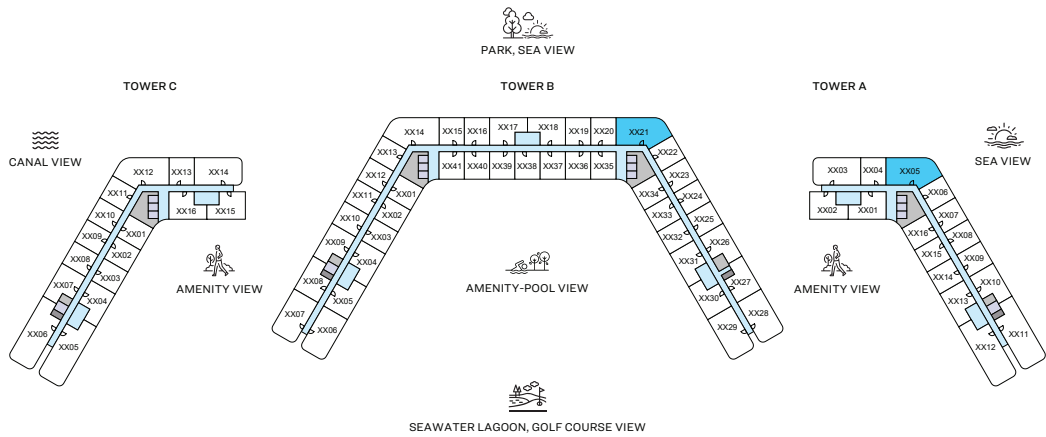 PARK, SEA VIEW
TOWER C
TOWER B
TOWER A
CANAL VIEW
SEA VIEW
XX12 XX13 XX14
XX11
XX16 XX15
XX10 XX01
XX09 XX02
XX08 XX03
XX07 XX04
XX06 XX05
AMENITY VIEW
XX14 XX15 XX16 XX17 XX18 XX19 XX20 XX21
XX13 XX41 XX40 XX39 XX38 XX37 XX36 XX35 XX22
XX12 XX01 XX34 XX23
XX11 XX02 XX33 XX24
XX10 XX03 XX32 XX25
XX09 XX04 XX31 XX26
XX08 XX05 XX30 XX27
XX07 XX06 XX29 XX28
AMENITY-POOL VIEW
XX03 XX04 XX05
XX02 XX01 XX06
XX16 XX07
XX15 XX08
XX14 XX09
XX13 XX10
XX12 XX11
AMENITY VIEW
SEAWATER LAGOON, GOLF COURSE VIEW